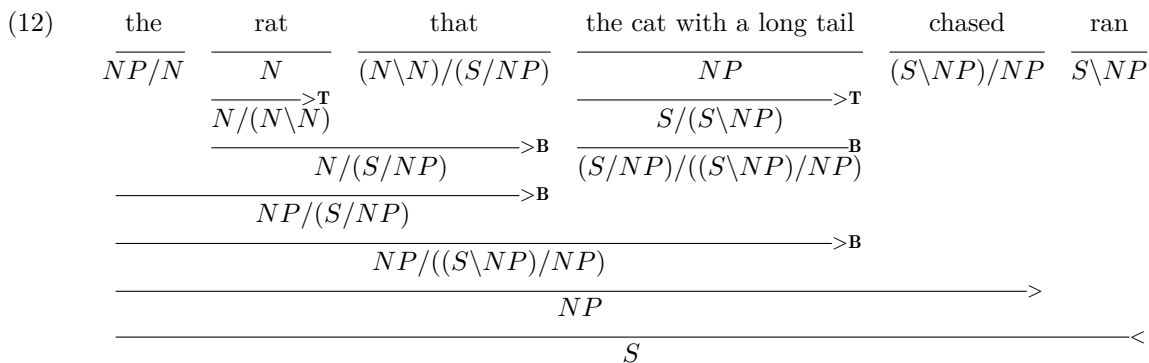 (12) the rat that the cat with a long tail chased ran
NP/N N (N\N)/(S/NP) NP (S\NP)/NP S\NP
>T >T
N/(N\N) S/(S\NP)
>B B
N/(S/NP) (S/NP)/((S\NP)/NP)
>B
NP/(S/NP)
>B
NP/((S\NP)/NP)
>
NP
<
S